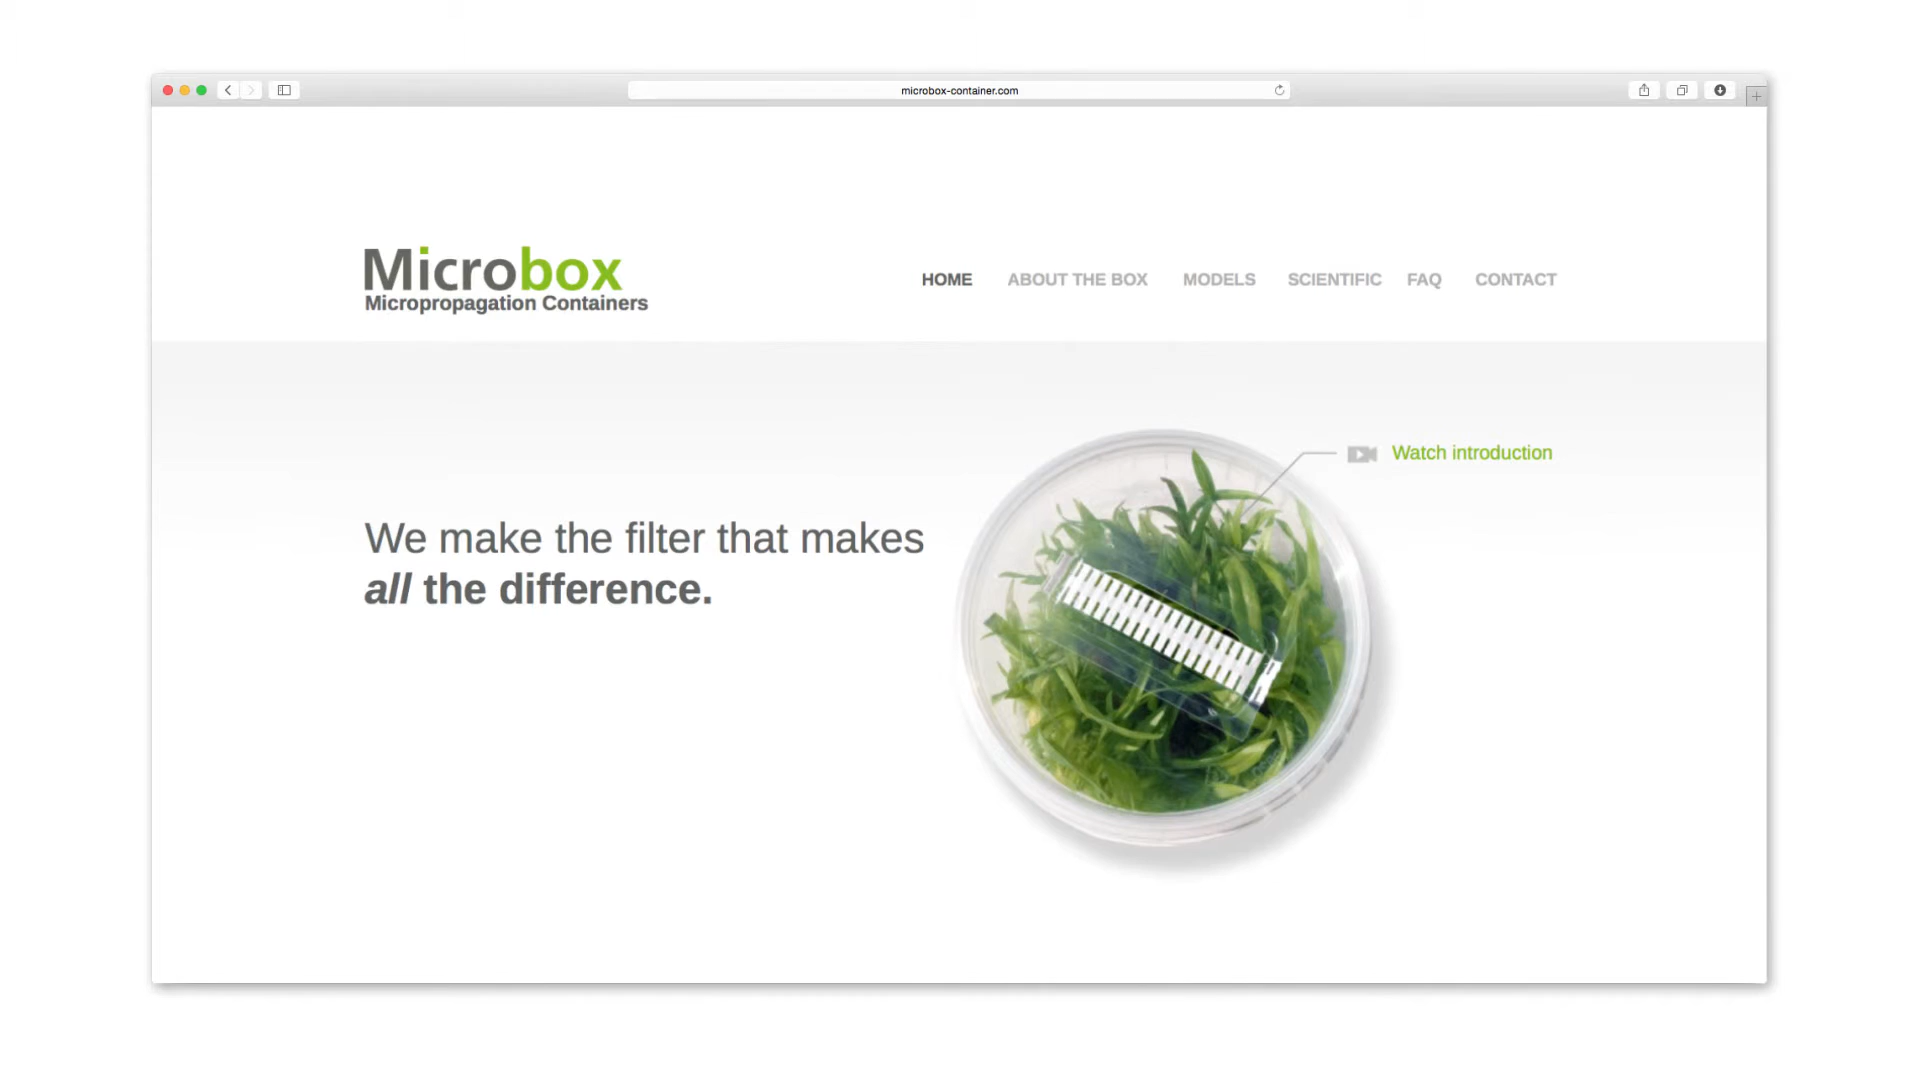 microbox-container.com
Microbox
Micropropagation Containers
HOME ABOUT THE BOX MODELS SCIENTIFIC FAQ CONTACT
Watch introduction
We make the filter that makes
all the difference.